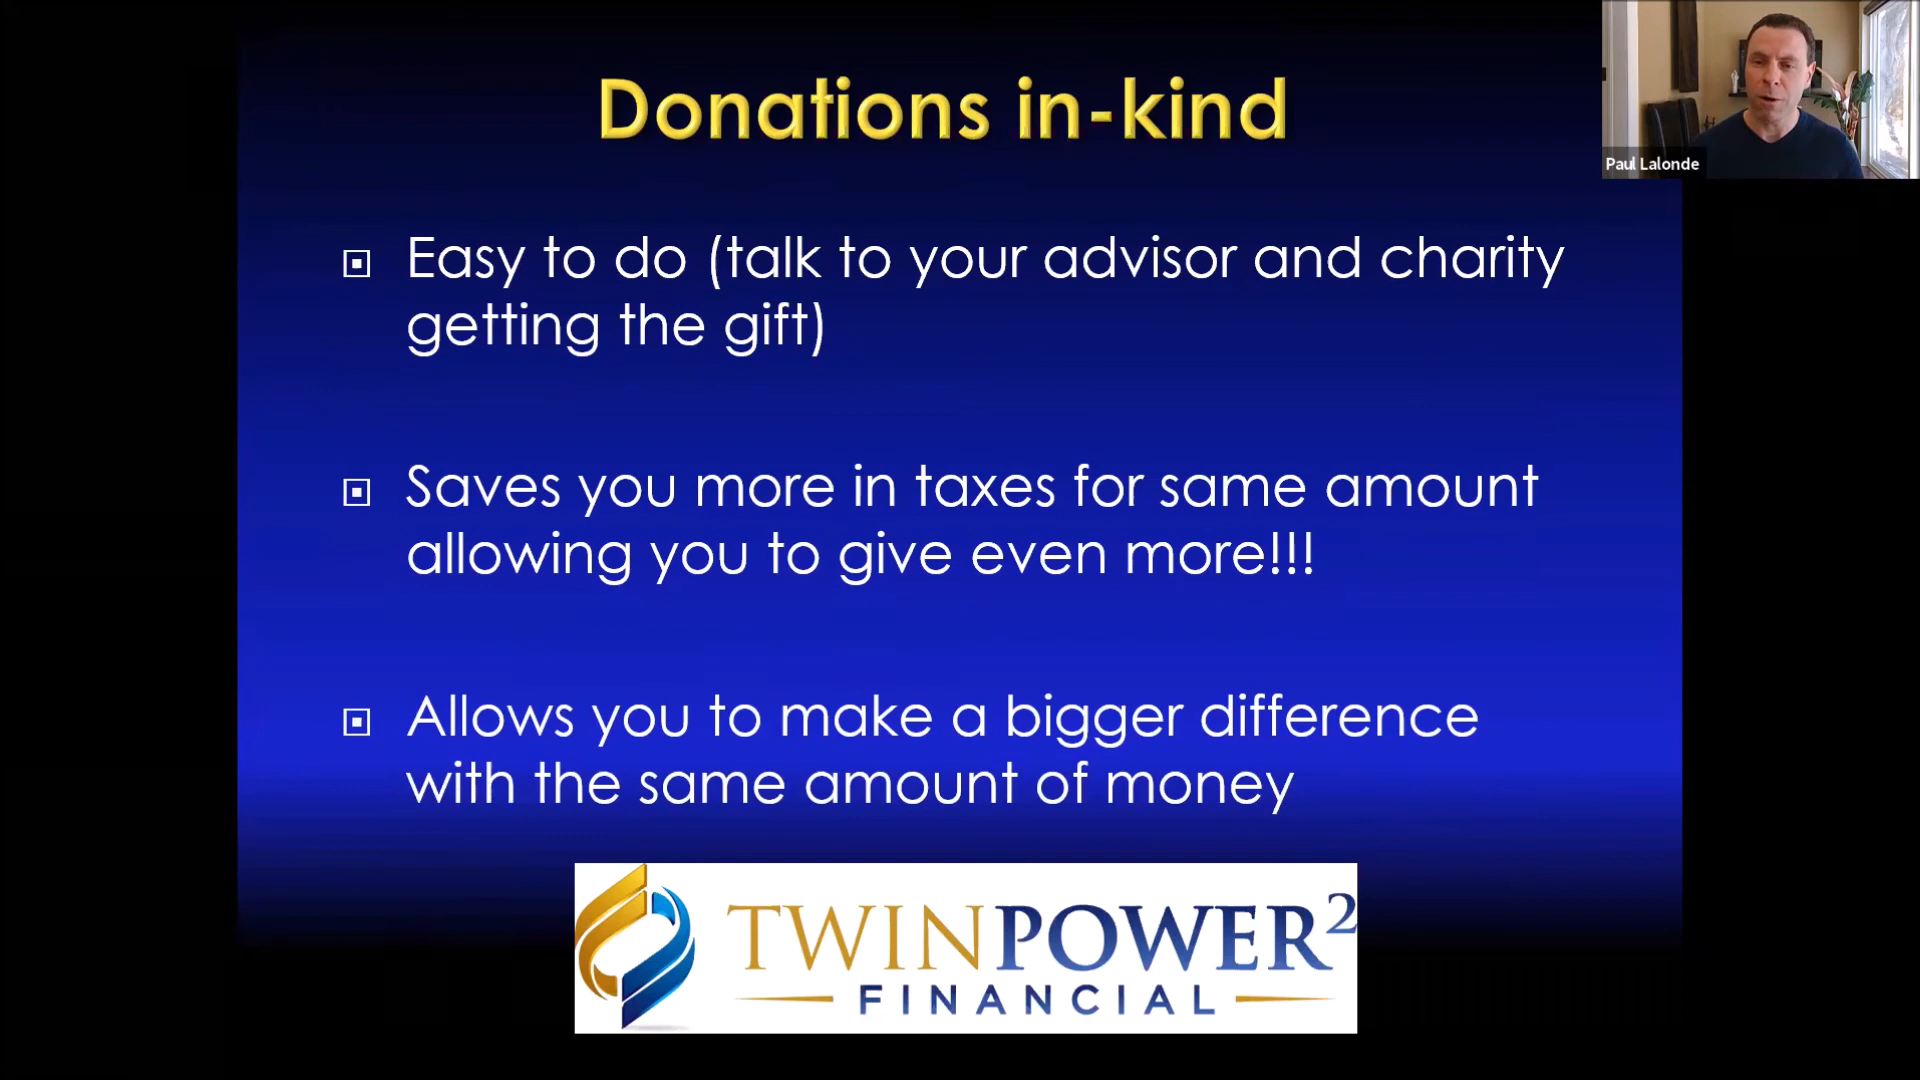 Donations in-kind
Paul Lalonde
Easy to do (talk to your advisor and charity
getting the gift)
Saves you more in taxes for same amount
allowing you to give even more!!!
Allows you to make a bigger difference
with the same amount of money
TWINPOWER²
FINANCIAL